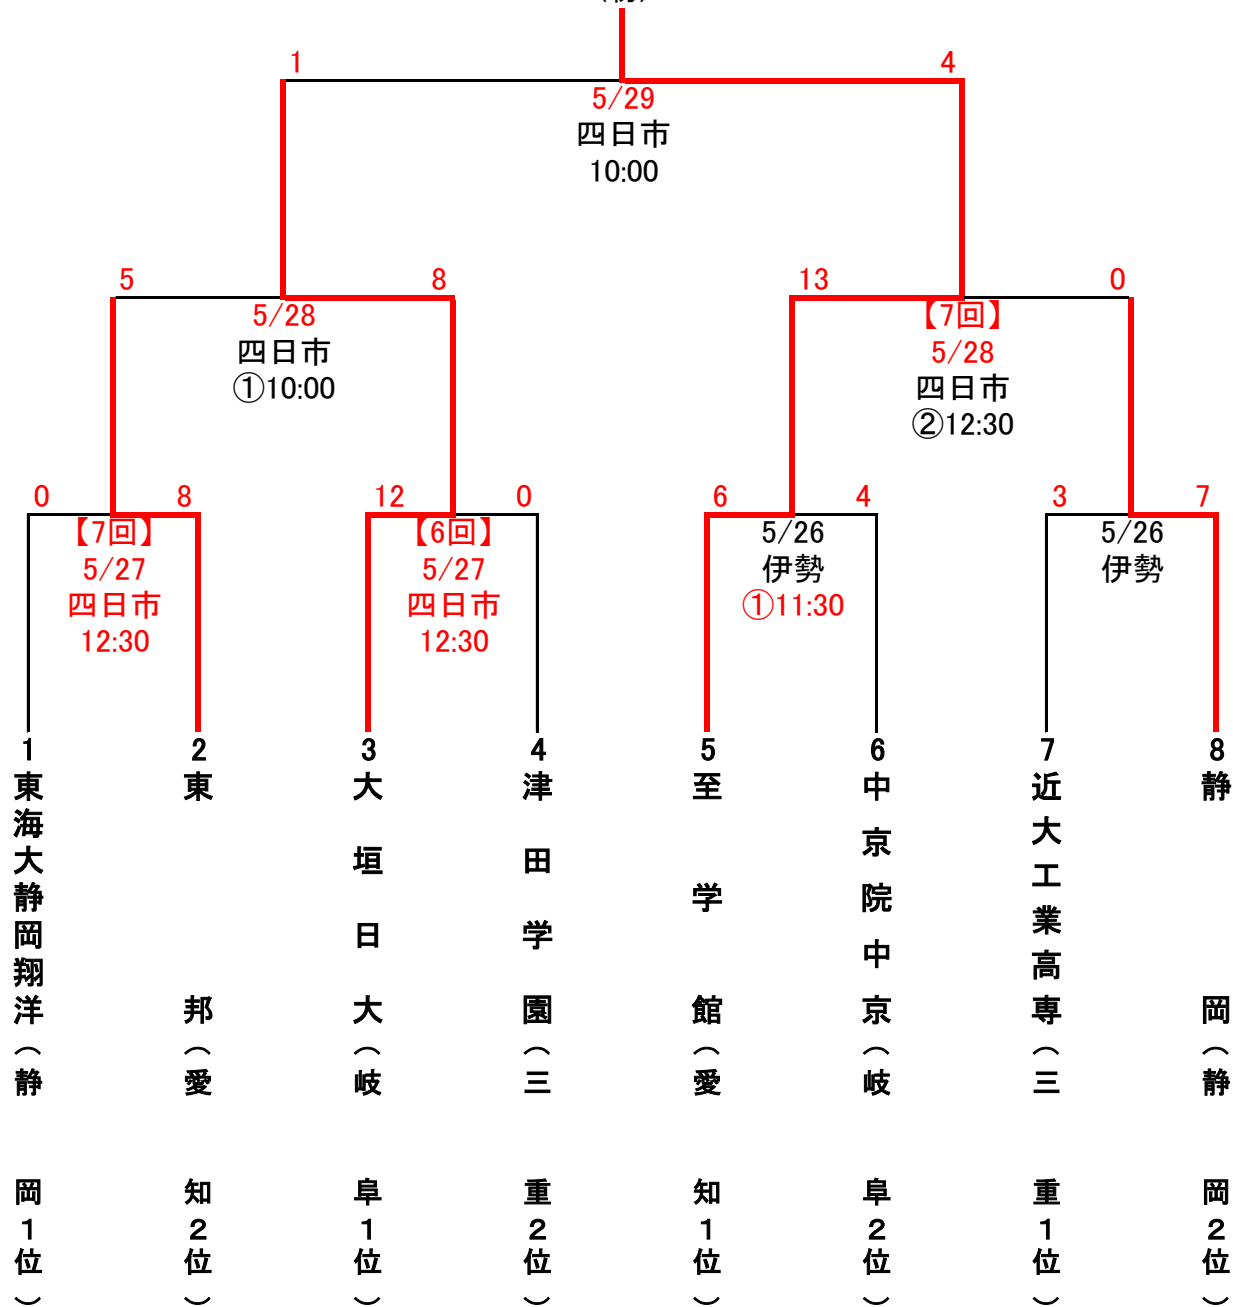 1
4
5/29
四日市
10:00
5
8
5/28
四日市
①10:00
13
0
【7回】
5/28
四日市
②12:30
0
8
【7回】
5/27
四日市
12:30
12
0
【6回】
5/27
四日市
12:30
6
4
5/26
伊勢
①11:30
3
7
5/26
伊勢
1
東海大静岡翔洋（静岡1位）
2
東邦（愛知2位）
3
大垣日大（岐阜1位）
4
津田学園（三重2位）
5
至学館（愛知1位）
6
中京院中京（岐阜2位）
7
近大工業高専（三重1位）
8
静岡（静岡2位）